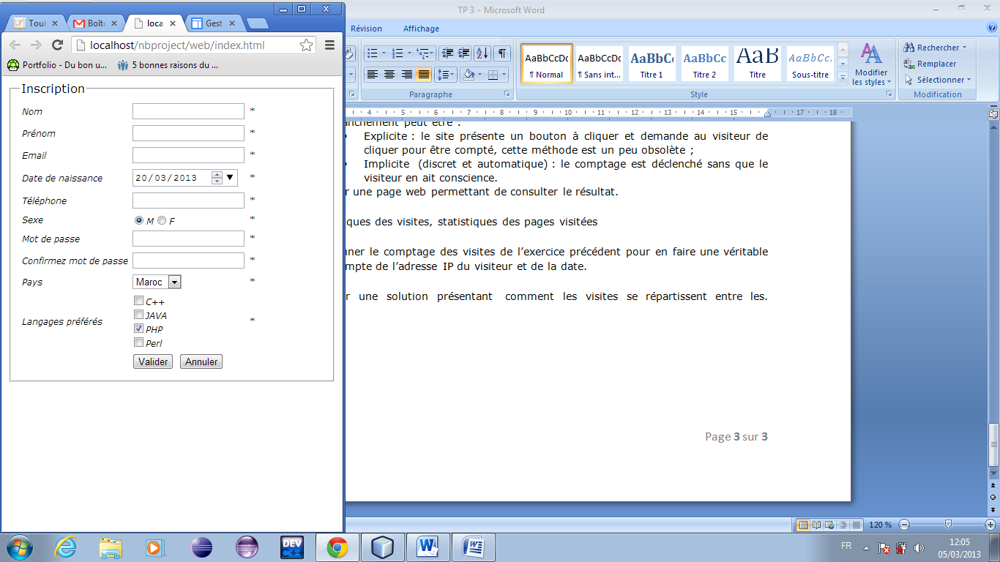 Toul
Boîte
loca
Gest
localhost/nbproject/web/index.html
Portfolio - Du bon u...
5 bonnes raisons du ...
Inscription
Nom *
Prénom *
Email *
Date de naissance 20/03/2013 *
Téléphone *
Sexe M F *
Mot de passe *
Confirmez mot de passe *
Pays Maroc *
Langages préférés *
C++
JAVA
PHP
Perl
Valider Annuler
TP 3 - Microsoft Word
Révision Affichage
AaBbCcDc AaBbCcDc AaBbCc AaBbCc AaB AaBbCc.
¶ Normal ¶ Sans int... Titre 1 Titre 2 Titre Sous-titre
Modifier les styles
Rechercher
Remplacer
Sélectionner
Paragraphe Style Modification
4 5 6 7 8 9 10 11 12 13 14 15 17 18
anchement peut être :
▪ Explicite : le site présente un bouton à cliquer et demande au visiteur de
cliquer pour être compté, cette méthode est un peu obsolète ;
▪ Implicite (discret et automatique) : le comptage est déclenché sans que le
visiteur en ait conscience.
r une page web permettant de consulter le résultat.
ques des visites, statistiques des pages visitées
nner le comptage des visites de l’exercice précédent pour en faire une véritable
mpte de l’adresse IP du visiteur et de la date.
r une solution présentant comment les visites se répartissent entre les.
Page 3 sur 3
120 %
DEV C++
FR
12:05
05/03/2013